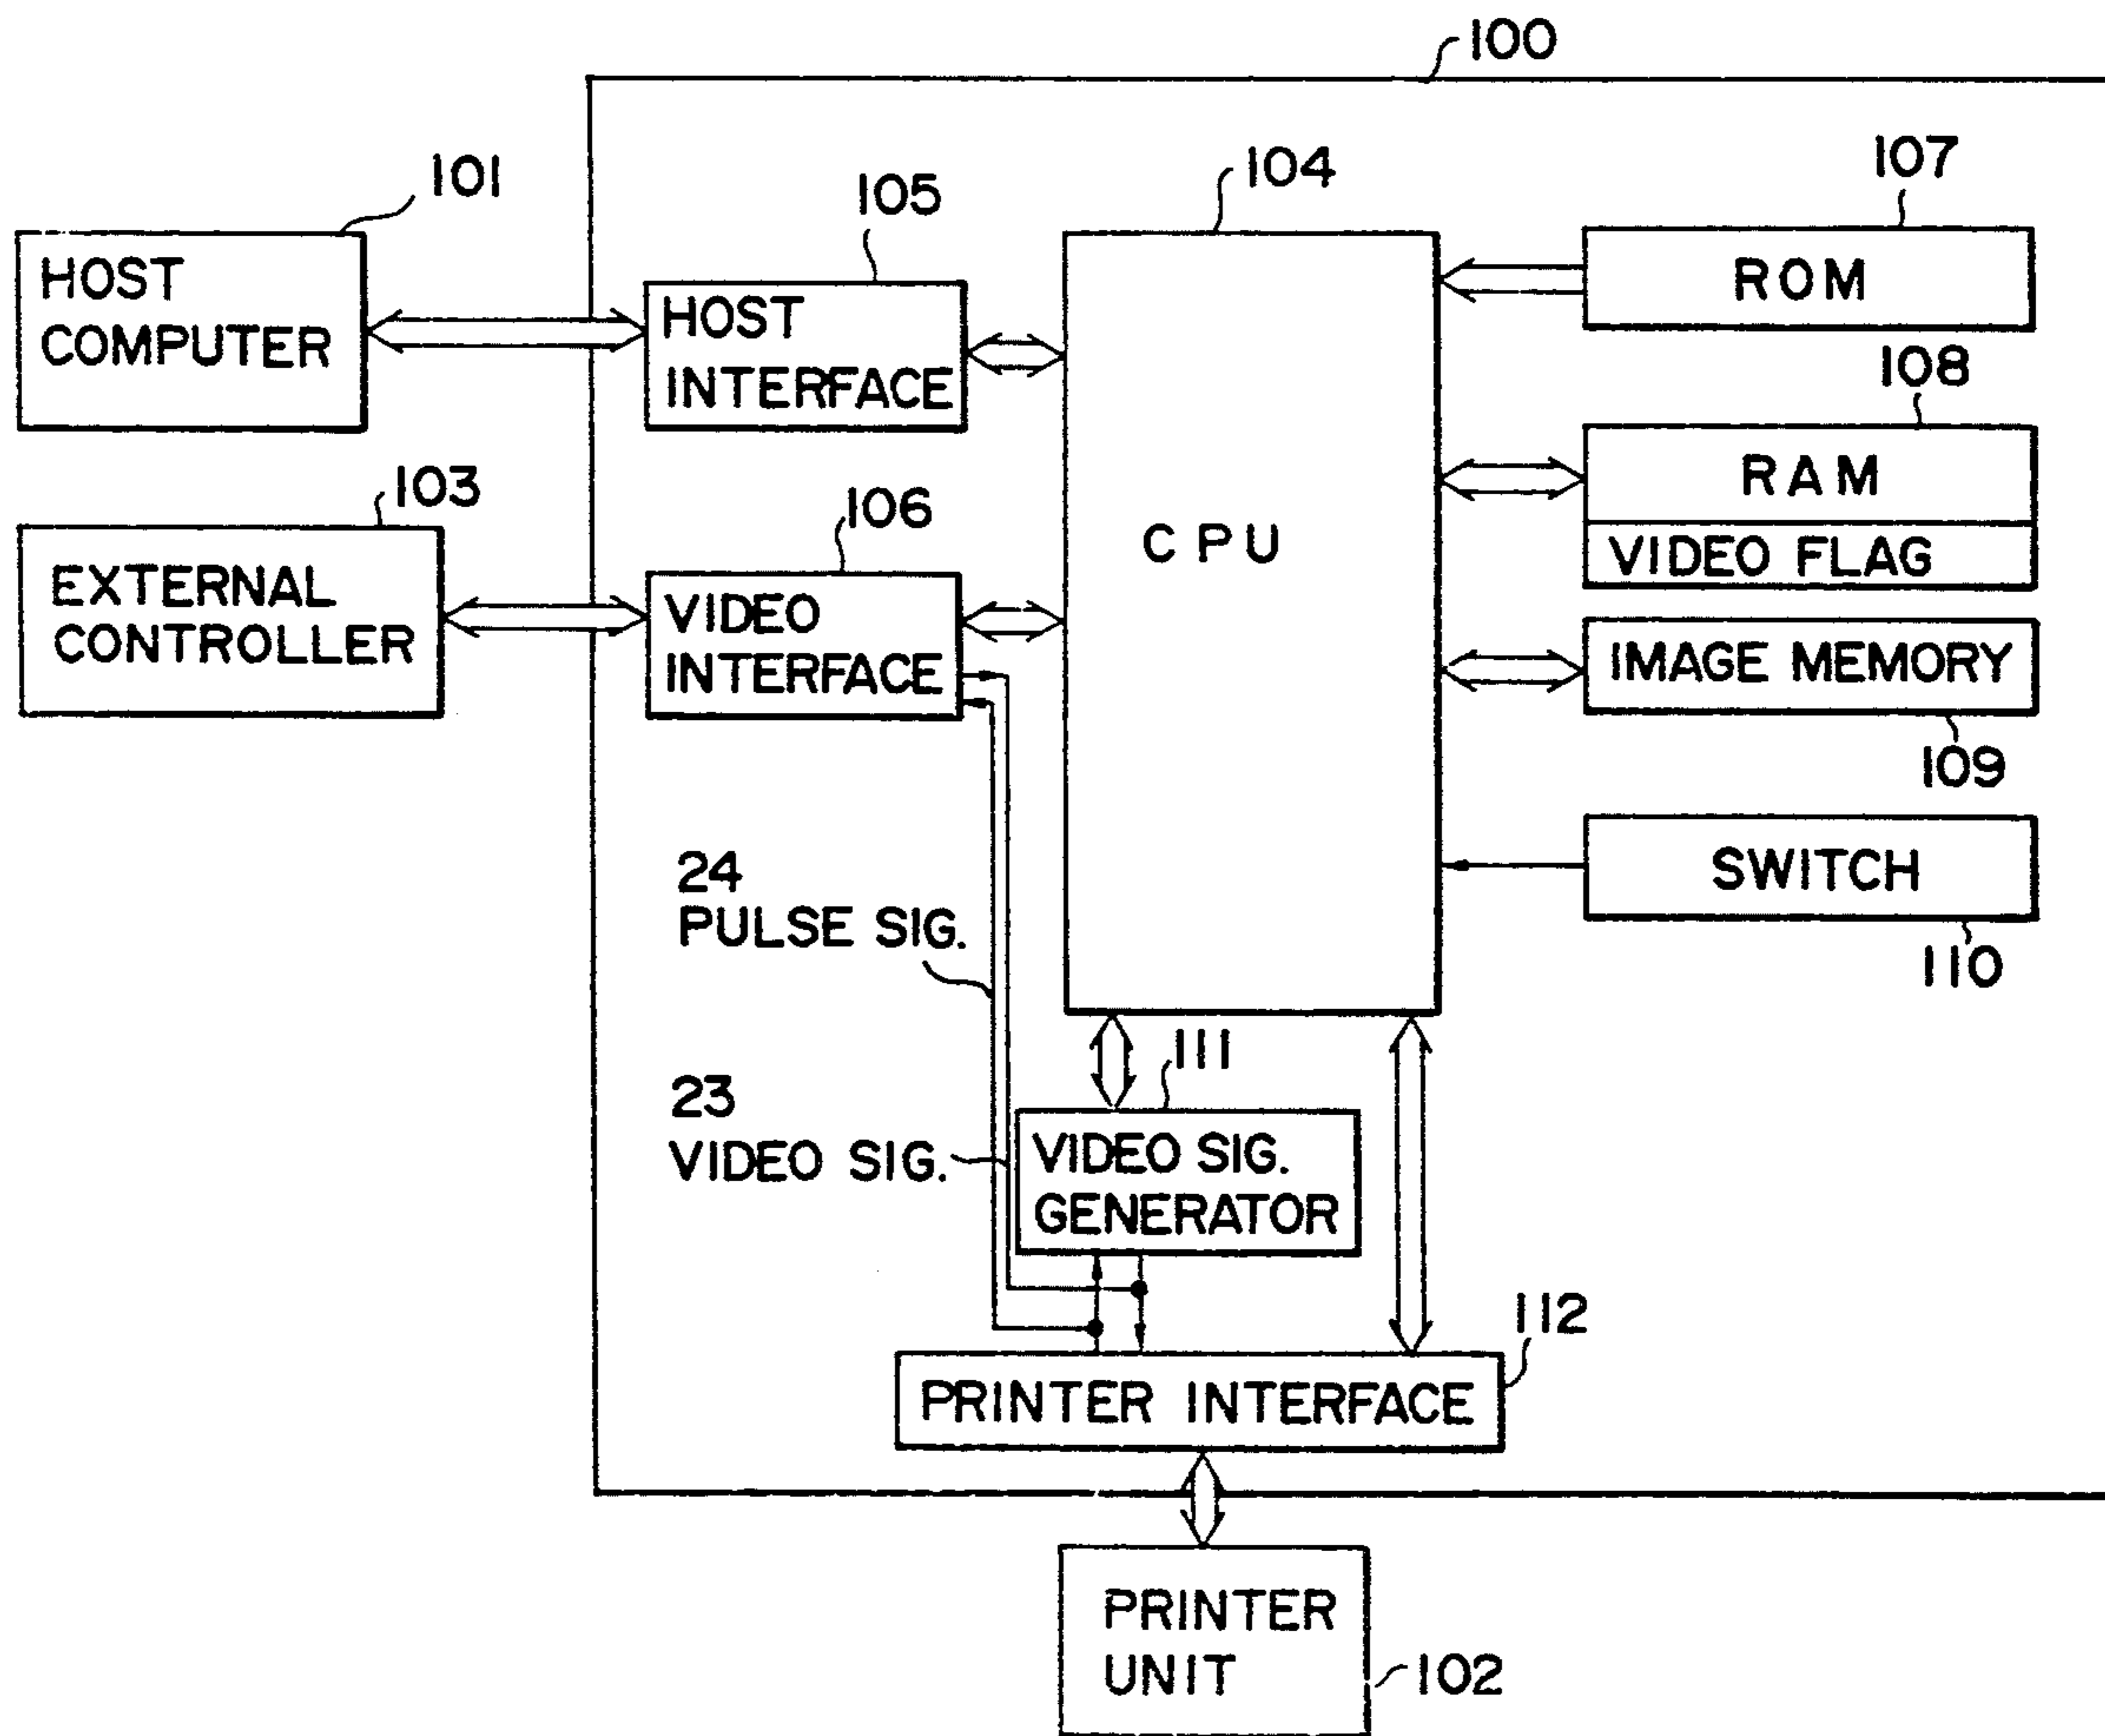 100
101
HOST
COMPUTER
105
HOST
INTERFACE
104
CPU
107
ROM
108
RAM
VIDEO FLAG
103
EXTERNAL
CONTROLLER
106
VIDEO
INTERFACE
IMAGE MEMORY
109
SWITCH
110
24
PULSE SIG.
23
VIDEO SIG.
111
VIDEO SIG.
GENERATOR
112
PRINTER INTERFACE
PRINTER
UNIT
102